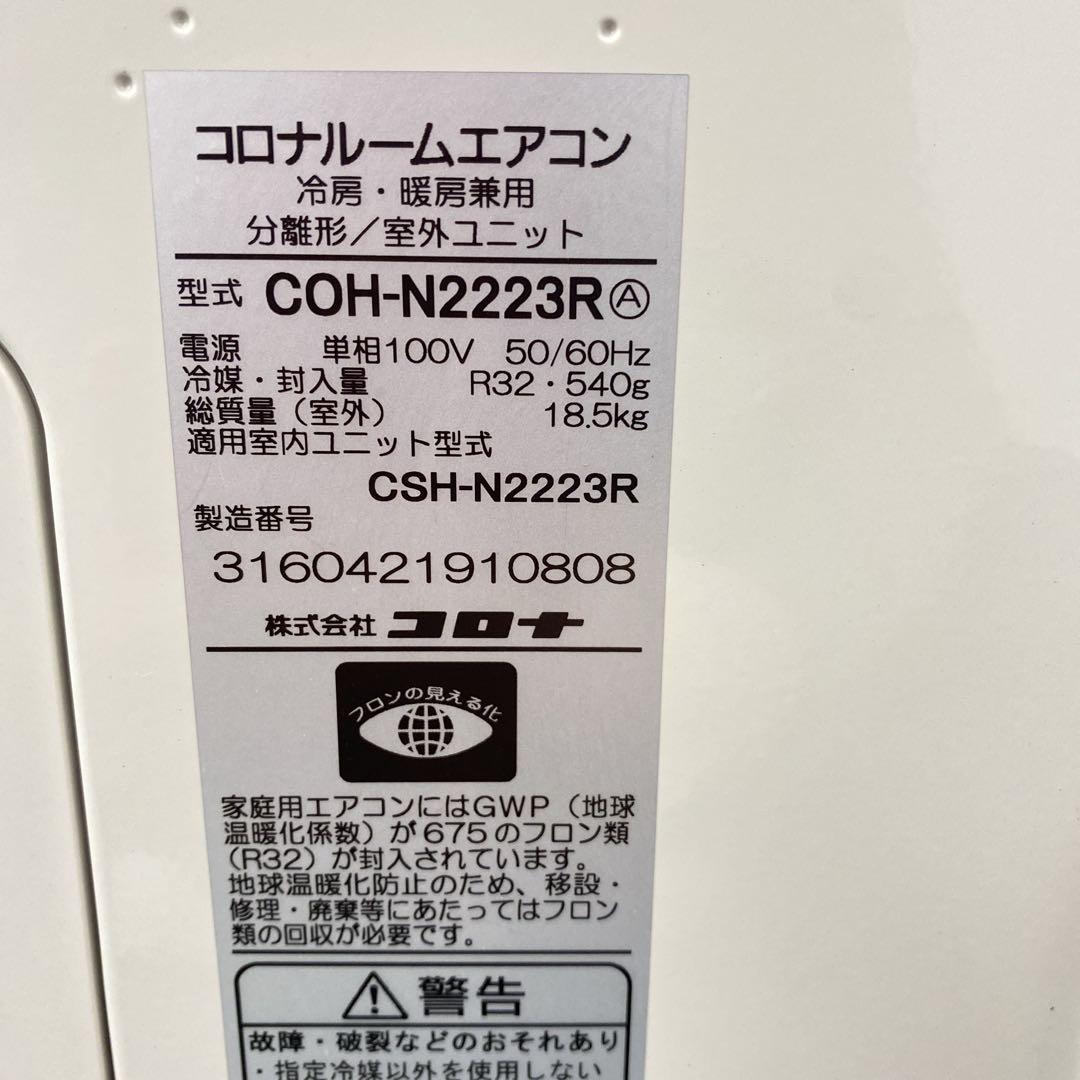 コロナルームエアコン
冷房・暖房兼用
分離形／室外ユニット
型式 COH-N2223RⒶ
電源 単相100V 50/60Hz
冷媒・封入量 R32・540g
総質量（室外） 18.5kg
適用室内ユニット型式
CSH-N2223R
製造番号
3160421910808
株式会社 コロナ
フロンの見える化
家庭用エアコンにはGWP（地球
温暖化係数）が675のフロン類
（R32）が封入されています。
地球温暖化防止のため、移設・
修理・廃棄等にあたってはフロン
類の回収が必要です。
警告
故障・破裂などのおそれあり
・指定冷媒以外を使用しない